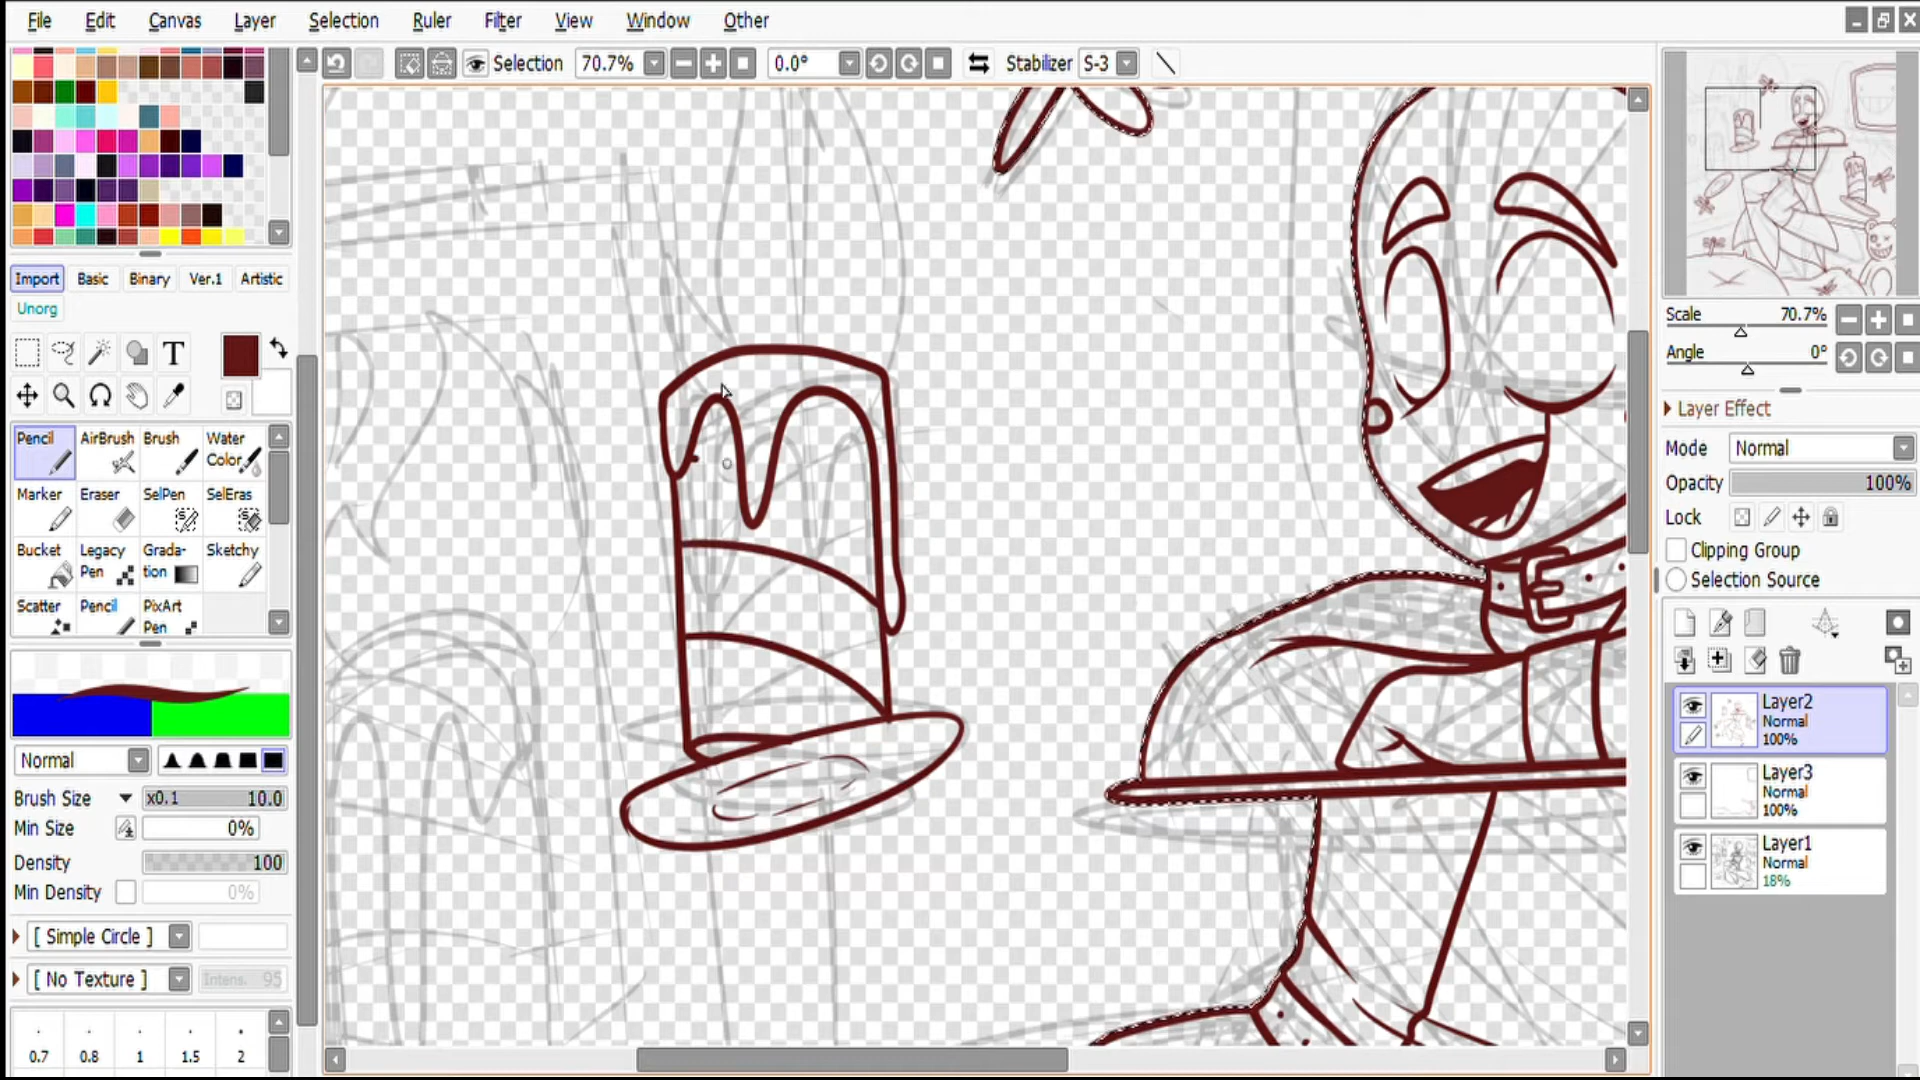 File Edit Canvas Layer Selection Ruler Filter View Window Other
Selection 70.7% 0.0° Stabilizer S-3
Import Basic Binary Ver.1 Artistic
Unorg
T
Pencil AirBrush Brush Water Color
Marker Eraser SelPen SelEras
Bucket Legacy Pen Grada-tion Sketchy
Scatter Pencil PixArt Pen
Normal
Brush Size x0.1 10.0
Min Size 0%
Density 100
Min Density 0%
[ Simple Circle ]
[ No Texture ] Intens. 95
0.7 0.8 1 1.5 2
Scale 70.7%
Angle 0°
Layer Effect
Mode Normal
Opacity 100%
Lock
Clipping Group
Selection Source
Layer2
Normal
100%
Layer3
Normal
100%
Layer1
Normal
18%